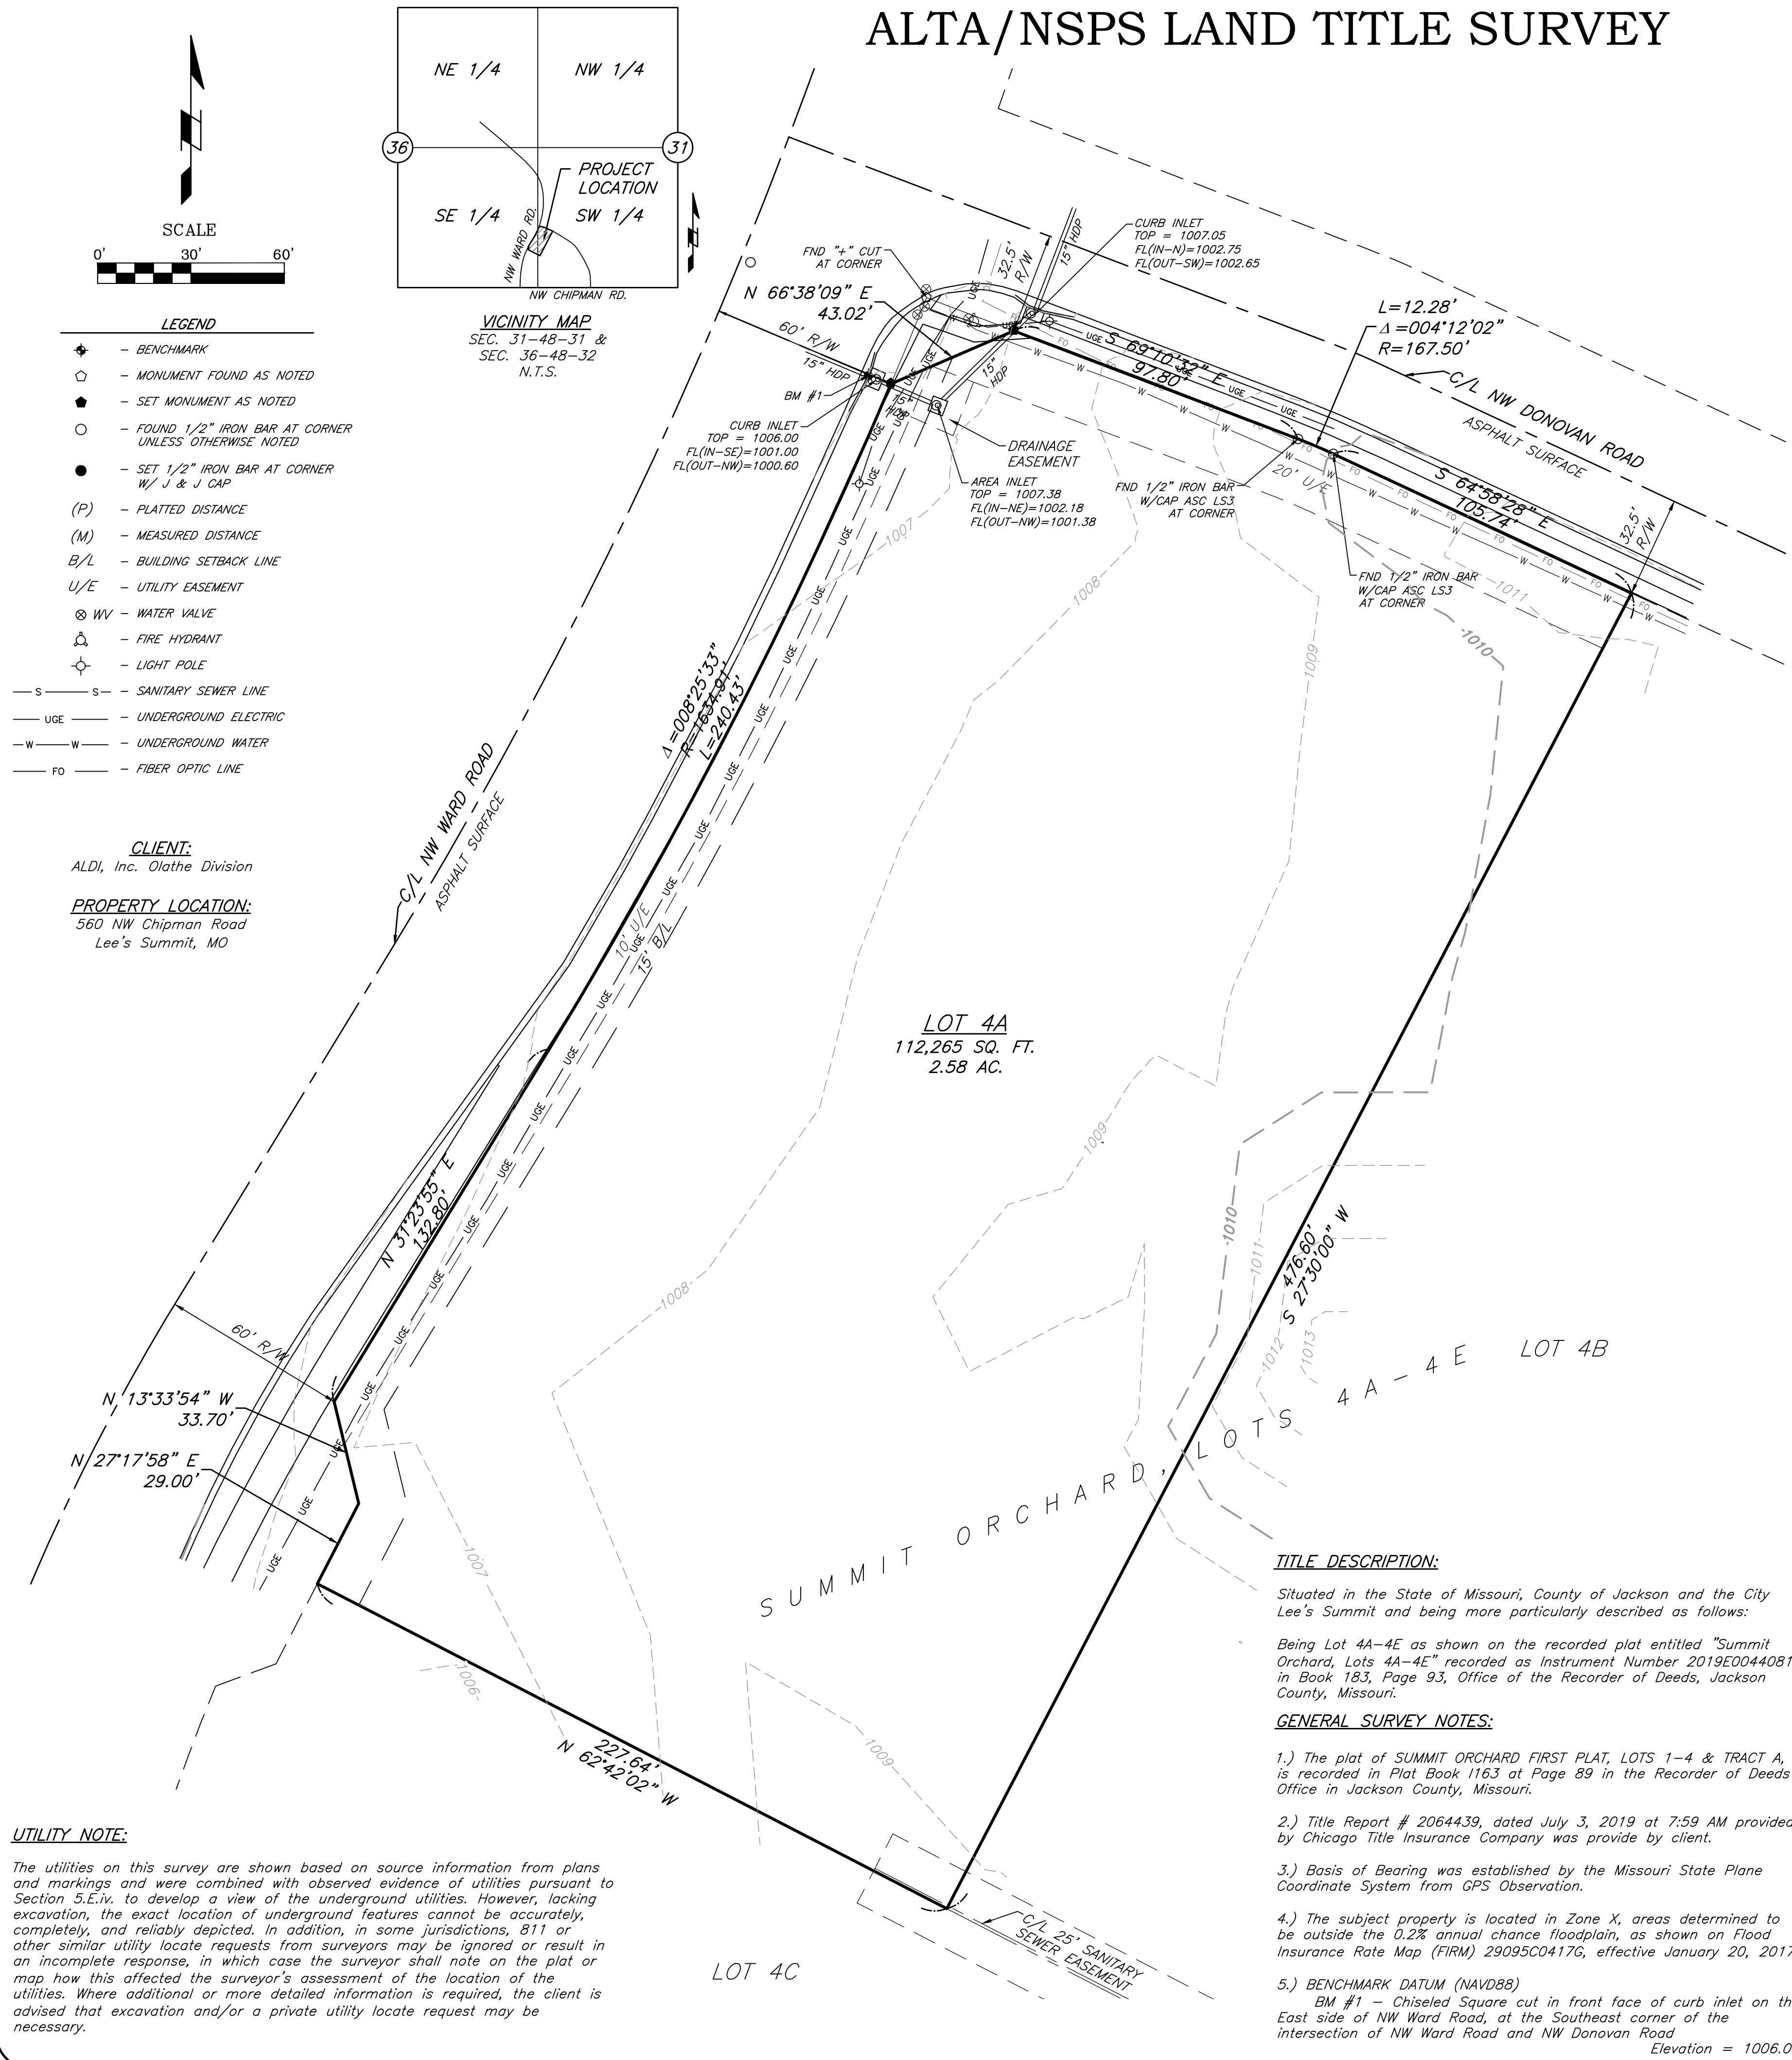 ALTA/NSPS LAND TITLE SURVEY
SCALE
0' 30' 60'
NE 1/4 NW 1/4
36 31
PROJECT
LOCATION
SE 1/4 SW 1/4
NW WARD RD.
NW CHIPMAN RD.
VICINITY MAP
SEC. 31-48-31 &
SEC. 36-48-32
N.T.S.
LEGEND
- BENCHMARK
- MONUMENT FOUND AS NOTED
- SET MONUMENT AS NOTED
- FOUND 1/2" IRON BAR AT CORNER
UNLESS OTHERWISE NOTED
- SET 1/2" IRON BAR AT CORNER
W/ J & J CAP
(P) - PLATTED DISTANCE
(M) - MEASURED DISTANCE
B/L - BUILDING SETBACK LINE
U/E - UTILITY EASEMENT
WV - WATER VALVE
- FIRE HYDRANT
- LIGHT POLE
S S - SANITARY SEWER LINE
UGE - UNDERGROUND ELECTRIC
W W - UNDERGROUND WATER
FO - FIBER OPTIC LINE
CLIENT:
ALDI, Inc. Olathe Division
PROPERTY LOCATION:
560 NW Chipman Road
Lee's Summit, MO
FND "+" CUT
AT CORNER
N 66°38'09" E
43.02'
60' R/W
15" HDP
BM #1
CURB INLET
TOP = 1006.00
FL(IN-SE)=1001.00
FL(OUT-NW)=1000.60
32.5'
R/W
15" HDP
CURB INLET
TOP = 1007.05
FL(IN-N)=1002.75
FL(OUT-SW)=1002.65
15"
HDP
15"
HDP
DRAINAGE
EASEMENT
AREA INLET
TOP = 1007.38
FL(IN-NE)=1002.18
FL(OUT-NW)=1001.38
S 69°10'32" E
97.80'
L=12.28'
Δ=004°12'02"
R=167.50'
C/L NW DONOVAN ROAD
ASPHALT SURFACE
FND 1/2" IRON BAR
W/CAP ASC LS3
AT CORNER
20' U/E
S 64°58'28" E
105.74'
32.5'
R/W
FND 1/2" IRON BAR
W/CAP ASC LS3
AT CORNER
1007
1008
1009
1010
1011
Δ=008°25'33"
R=1634.91'
L=240.43'
C/L NW WARD ROAD
ASPHALT SURFACE
10' U/E
15' B/L
LOT 4A
112,265 SQ. FT.
2.58 AC.
1009
1010
1011
1012
1013
476.60'
S 27°30'00" W
N 31°23'55" E
132.80'
1008
60' R/W
N 13°33'54" W
33.70'
N 27°17'58" E
29.00'
LOT 4B
SUMMIT ORCHARD, LOTS 4A-4E
1007
1006
1009
227.64'
N 62°42'02" W
LOT 4C
C/L 25' SANITARY
SEWER EASEMENT
UTILITY NOTE:
The utilities on this survey are shown based on source information from plans
and markings and were combined with observed evidence of utilities pursuant to
Section 5.E.iv. to develop a view of the underground utilities. However, lacking
excavation, the exact location of underground features cannot be accurately,
completely, and reliably depicted. In addition, in some jurisdictions, 811 or
other similar utility locate requests from surveyors may be ignored or result in
an incomplete response, in which case the surveyor shall note on the plat or
map how this affected the surveyor's assessment of the location of the
utilities. Where additional or more detailed information is required, the client is
advised that excavation and/or a private utility locate request may be
necessary.
TITLE DESCRIPTION:
Situated in the State of Missouri, County of Jackson and the City
Lee's Summit and being more particularly described as follows:
Being Lot 4A-4E as shown on the recorded plat entitled "Summit
Orchard, Lots 4A-4E" recorded as Instrument Number 2019E0044081
in Book 183, Page 93, Office of the Recorder of Deeds, Jackson
County, Missouri.
GENERAL SURVEY NOTES:
1.) The plat of SUMMIT ORCHARD FIRST PLAT, LOTS 1-4 & TRACT A,
is recorded in Plat Book I163 at Page 89 in the Recorder of Deeds
Office in Jackson County, Missouri.
2.) Title Report # 2064439, dated July 3, 2019 at 7:59 AM provided
by Chicago Title Insurance Company was provide by client.
3.) Basis of Bearing was established by the Missouri State Plane
Coordinate System from GPS Observation.
4.) The subject property is located in Zone X, areas determined to
be outside the 0.2% annual chance floodplain, as shown on Flood
Insurance Rate Map (FIRM) 29095C0417G, effective January 20, 2017
5.) BENCHMARK DATUM (NAVD88)
BM #1 - Chiseled Square cut in front face of curb inlet on th
East side of NW Ward Road, at the Southeast corner of the
intersection of NW Ward Road and NW Donovan Road
Elevation = 1006.0